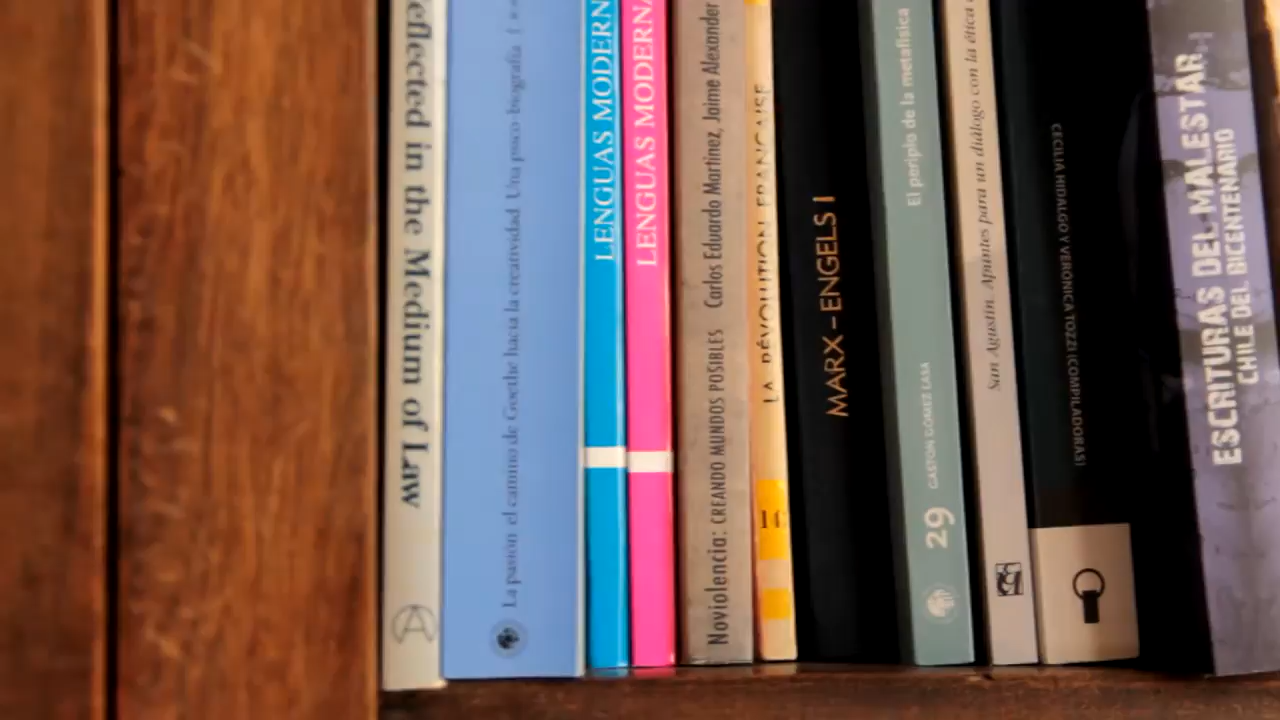 eflected in the Medium of Law
La pasión el camino de Goethe hacia la creatividad Una psico-biografía
LENGUAS MODERN
LENGUAS MODERNA
Noviolencia: CREANDO MUNDOS POSIBLES Carlos Eduardo Martínez, Jaime Alexander
LA RÉVOLUTION FRANÇAISE
16
MARX - ENGELS I
El periplo de la metafísica
GASTÓN GÓMEZ LASA
29
San Agustín. Apuntes para un diálogo con la ética
CECILIA HIDALGO Y VERÓNICA TOZZI (COMPILADORAS)
ESCRITURAS DEL MALESTAR.
CHILE DEL BICENTENARIO